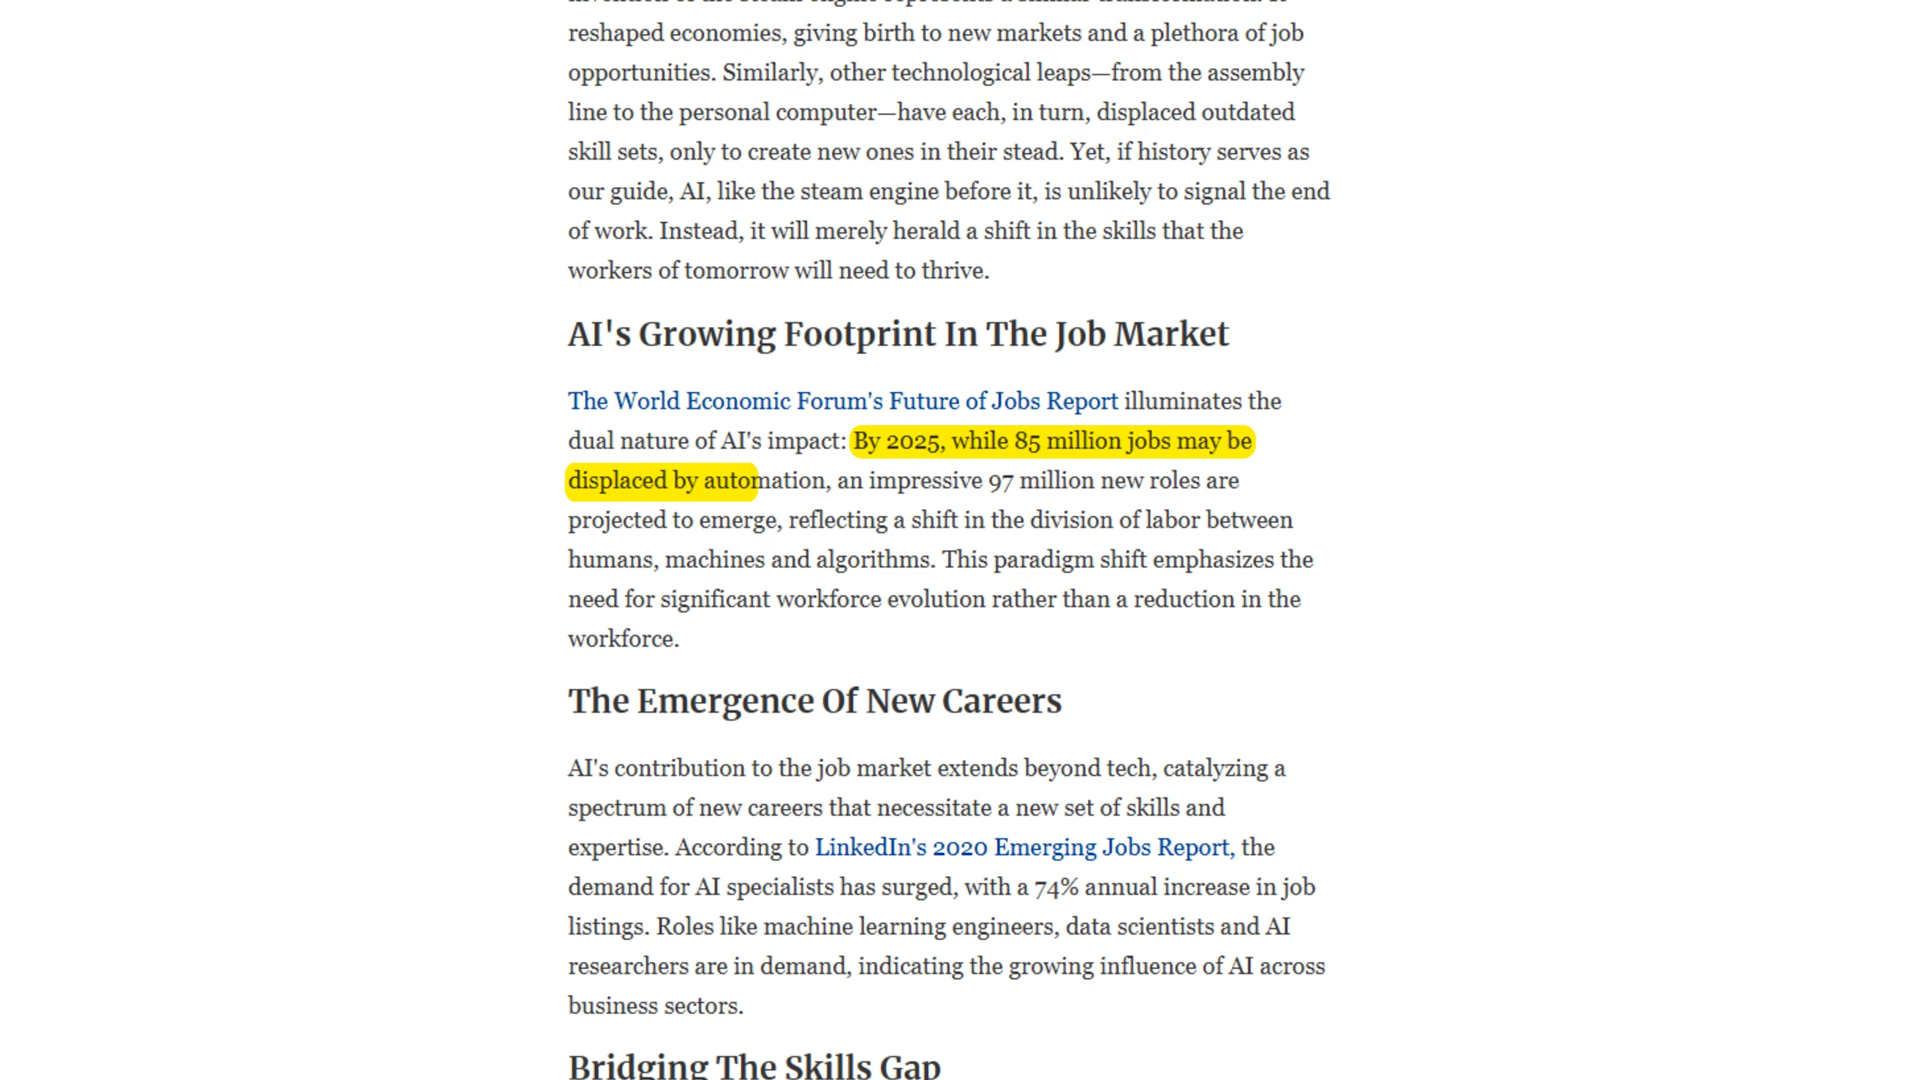 reshaped economies, giving birth to new markets and a plethora of job
opportunities. Similarly, other technological leaps—from the assembly
line to the personal computer—have each, in turn, displaced outdated
skill sets, only to create new ones in their stead. Yet, if history serves as
our guide, AI, like the steam engine before it, is unlikely to signal the end
of work. Instead, it will merely herald a shift in the skills that the
workers of tomorrow will need to thrive.
AI's Growing Footprint In The Job Market
The World Economic Forum's Future of Jobs Report illuminates the
dual nature of AI's impact: By 2025, while 85 million jobs may be
displaced by automation, an impressive 97 million new roles are
projected to emerge, reflecting a shift in the division of labor between
humans, machines and algorithms. This paradigm shift emphasizes the
need for significant workforce evolution rather than a reduction in the
workforce.
The Emergence Of New Careers
AI's contribution to the job market extends beyond tech, catalyzing a
spectrum of new careers that necessitate a new set of skills and
expertise. According to LinkedIn's 2020 Emerging Jobs Report, the
demand for AI specialists has surged, with a 74% annual increase in job
listings. Roles like machine learning engineers, data scientists and AI
researchers are in demand, indicating the growing influence of AI across
business sectors.
Bridging The Skills Gap